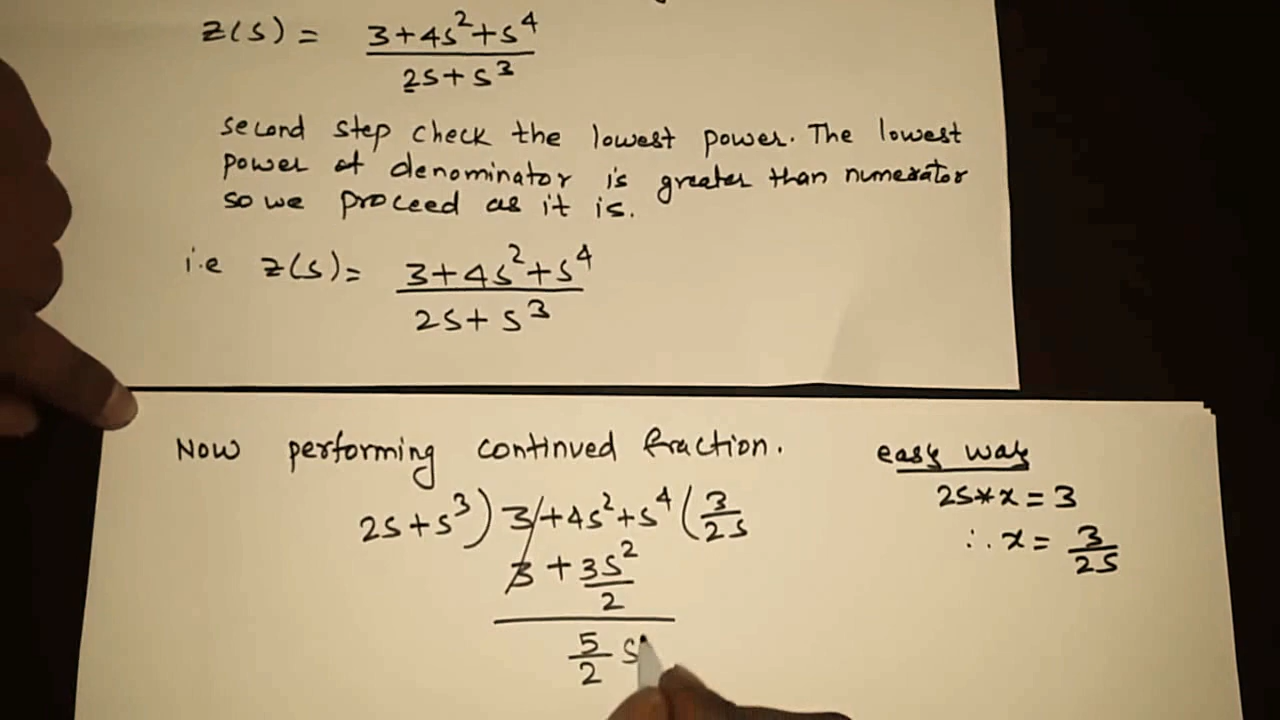 z(s) = 3+4s²+s⁴ / 2s+s³
second step check the lowest power. The lowest
power of denominator is greater than numerator
so we proceed as it is.
i.e z(s) = 3+4s²+s⁴ / 2s+s³
Now performing continued fraction.
easy way
2s*x = 3
2s+s³) 3+4s²+s⁴ (3/2s
∴ x = 3/2s
3 + 3s²/2
5/2 s